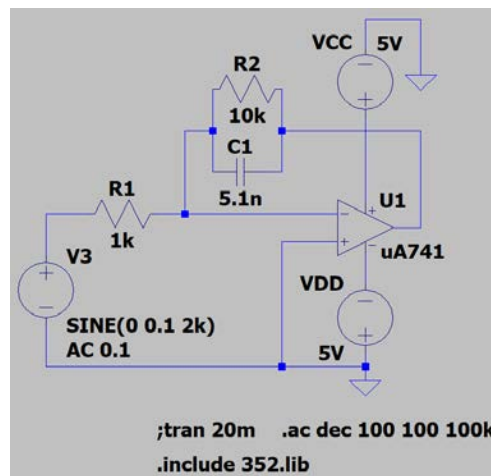 VCC
5V
R2
10k
C1
5.1n
R1
1k
U1
uA741
V3
VDD
SINE(0 0.1 2k)
AC 0.1
5V
;tran 20m .ac dec 100 100 100k
.include 352.lib